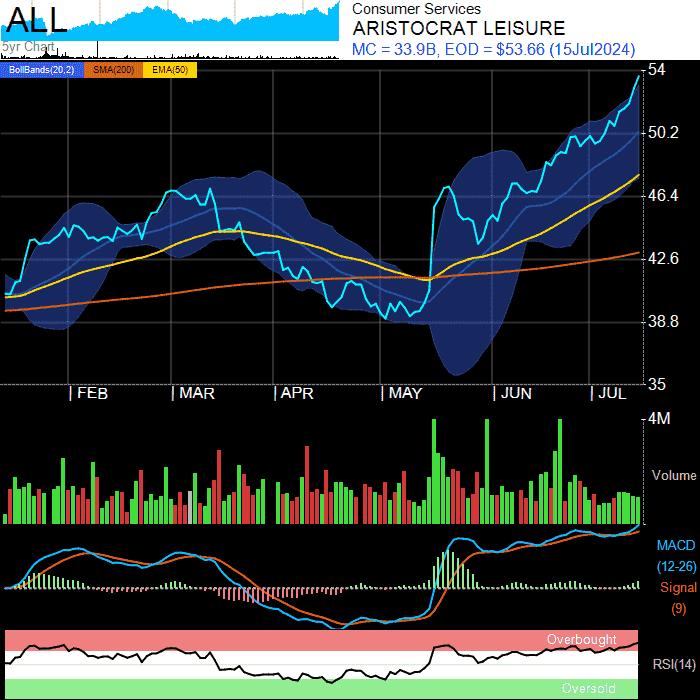 ALL
5yr Chart
Consumer Services
ARISTOCRAT LEISURE
MC = 33.9B, EOD = $53.66 (15Jul2024)
BollBands(20,2) SMA(200) EMA(50)
54
50.2
46.4
42.6
38.8
35
| FEB | MAR | APR | MAY | JUN | JUL
4M
Volume
MACD
(12-26)
Signal
(9)
Overbought
RSI(14)
Oversold